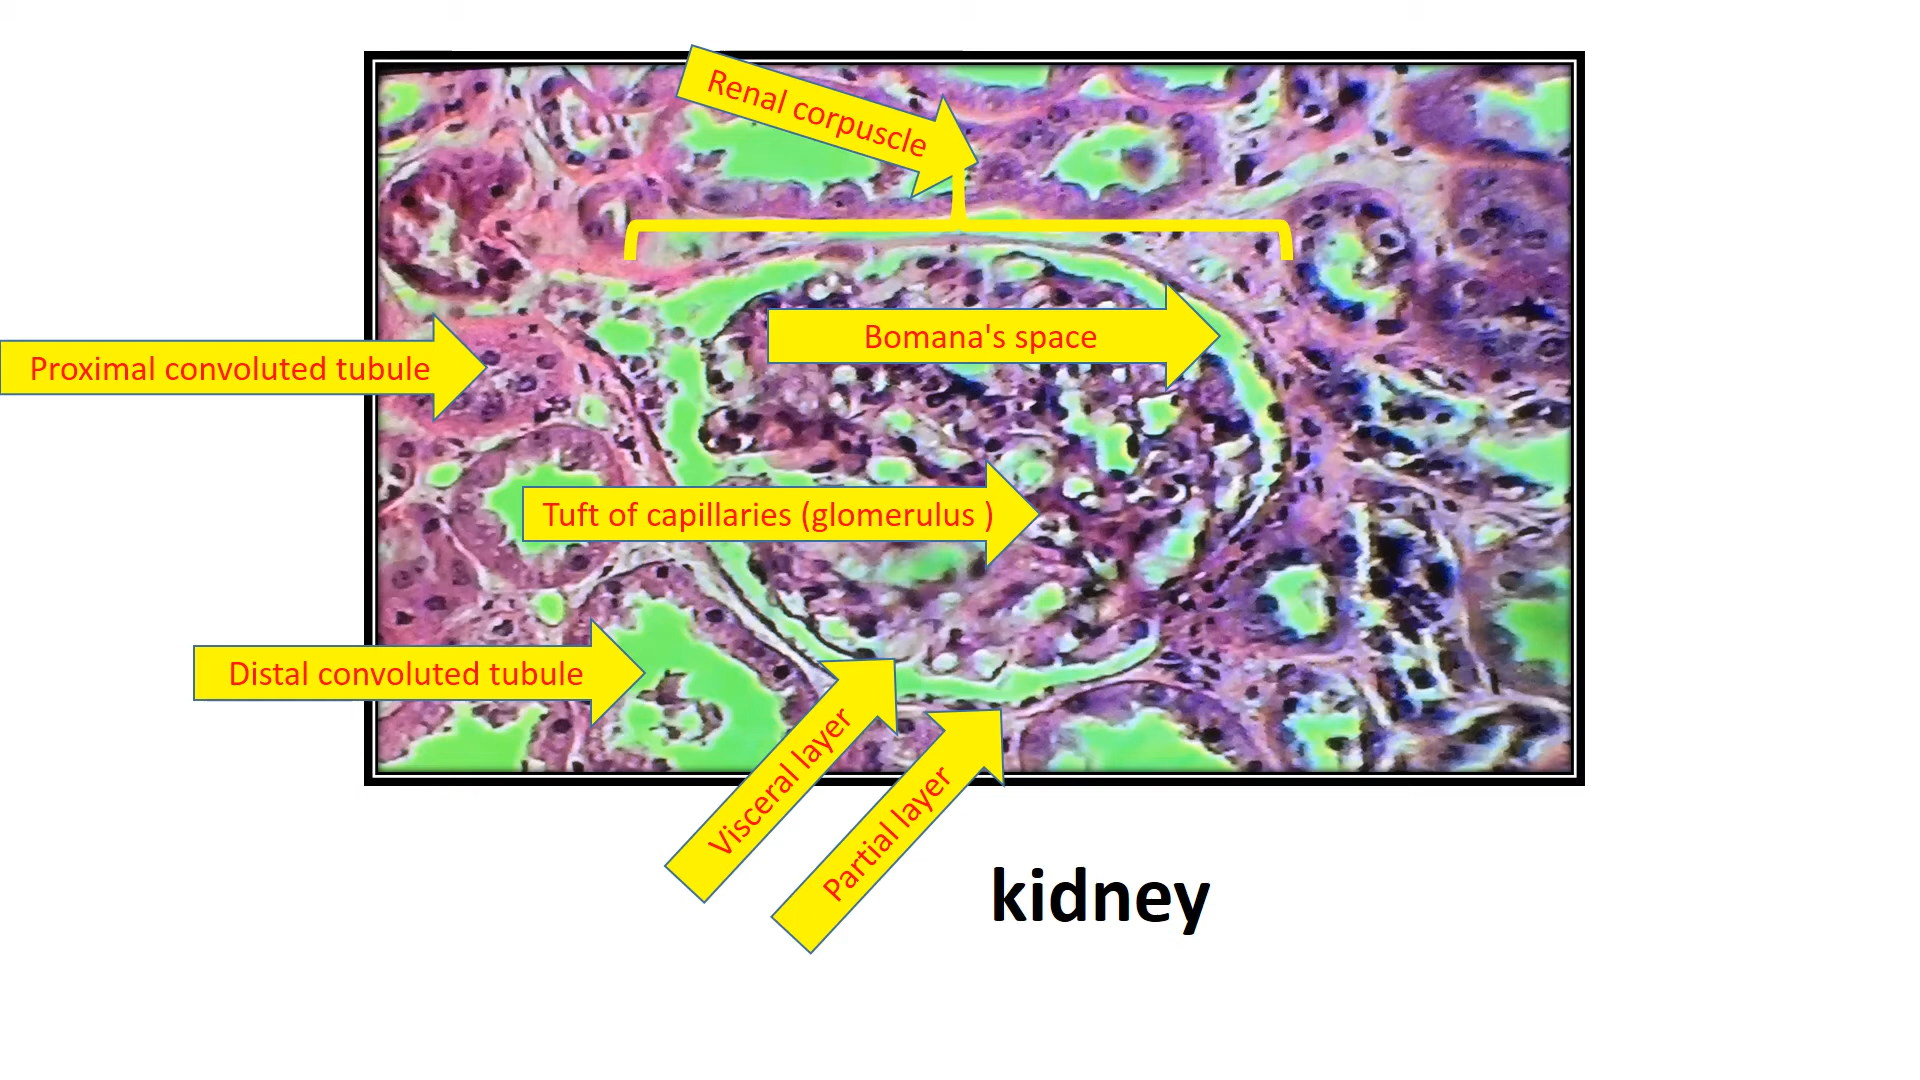 Renal corpuscle
Bomana's space
Proximal convoluted tubule
Tuft of capillaries (glomerulus )
Distal convoluted tubule
Visceral layer
Partial layer
kidney